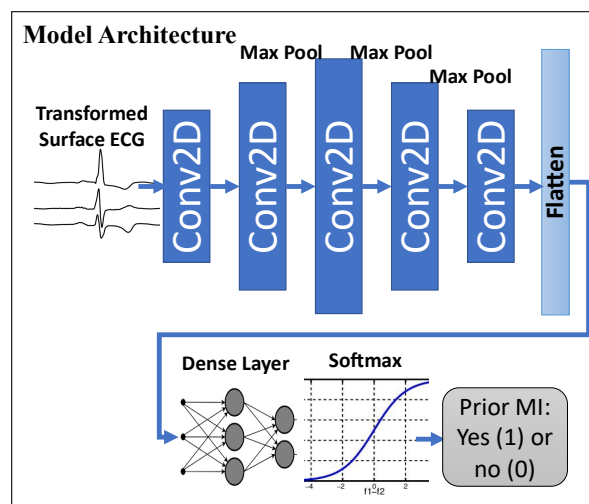 Model Architecture
Max Pool
Max Pool
Max Pool
Transformed
Surface ECG
Conv2D
Conv2D
Conv2D
Conv2D
Conv2D
Flatten
Dense Layer
Softmax
-4
-2
0
2
f1-f2
Prior MI:
Yes (1) or
no (0)